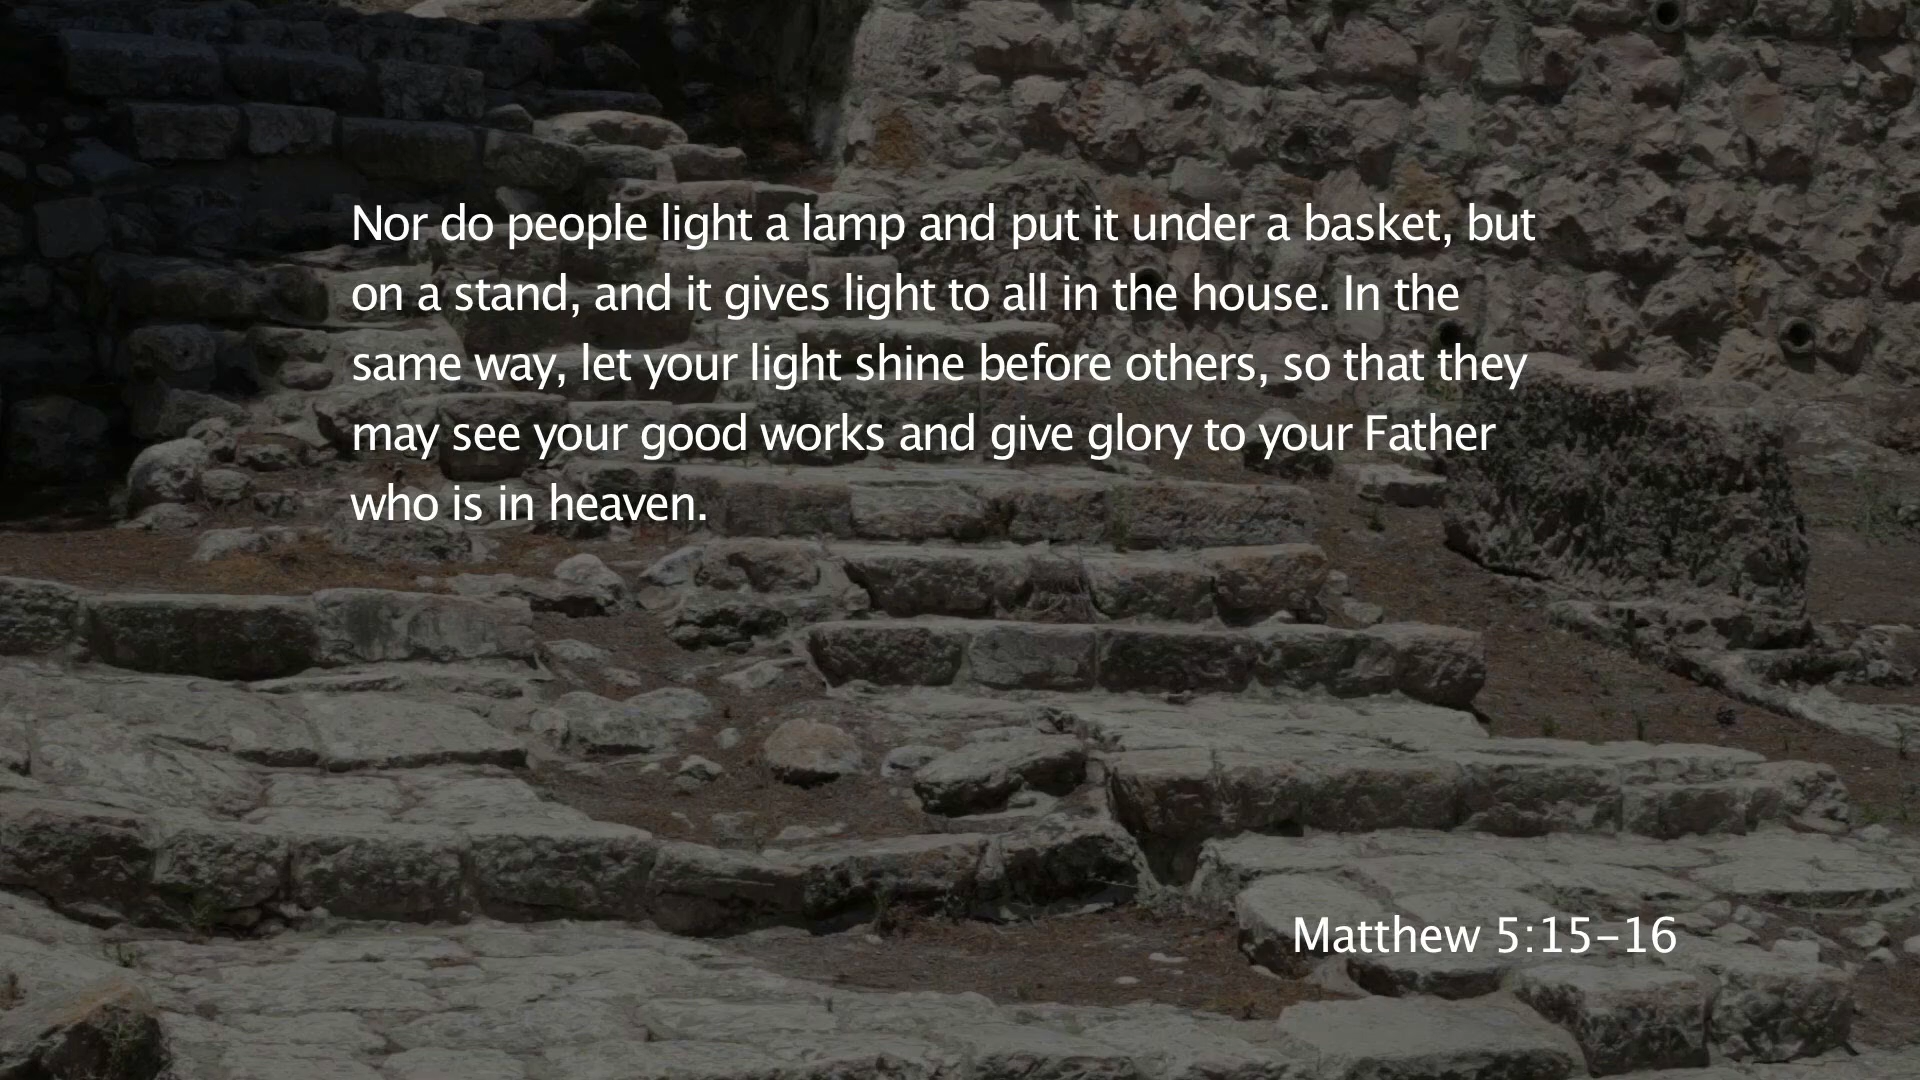 Nor do people light a lamp and put it under a basket, but
on a stand, and it gives light to all in the house. In the
same way, let your light shine before others, so that they
may see your good works and give glory to your Father
who is in heaven.
Matthew 5:15–16